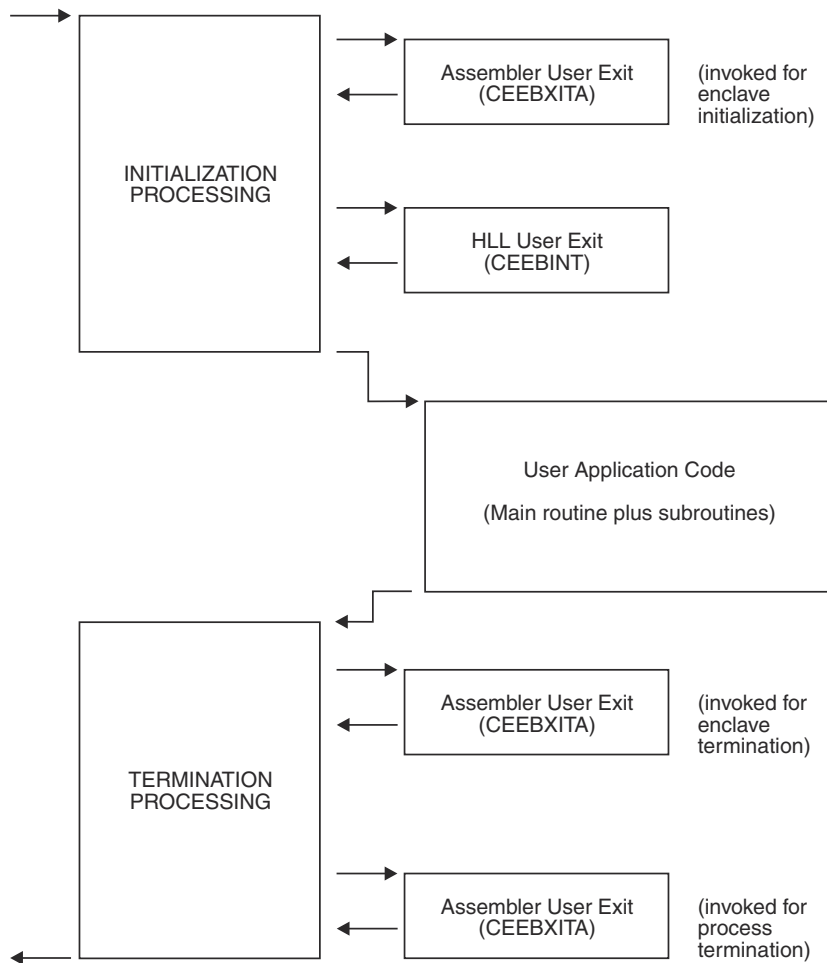 Assembler User Exit
(CEEBXITA)
(invoked for
enclave
initialization)
INITIALIZATION
PROCESSING
HLL User Exit
(CEEBINT)
User Application Code
(Main routine plus subroutines)
Assembler User Exit
(CEEBXITA)
(invoked for
enclave
termination)
TERMINATION
PROCESSING
Assembler User Exit
(CEEBXITA)
(invoked for
process
termination)